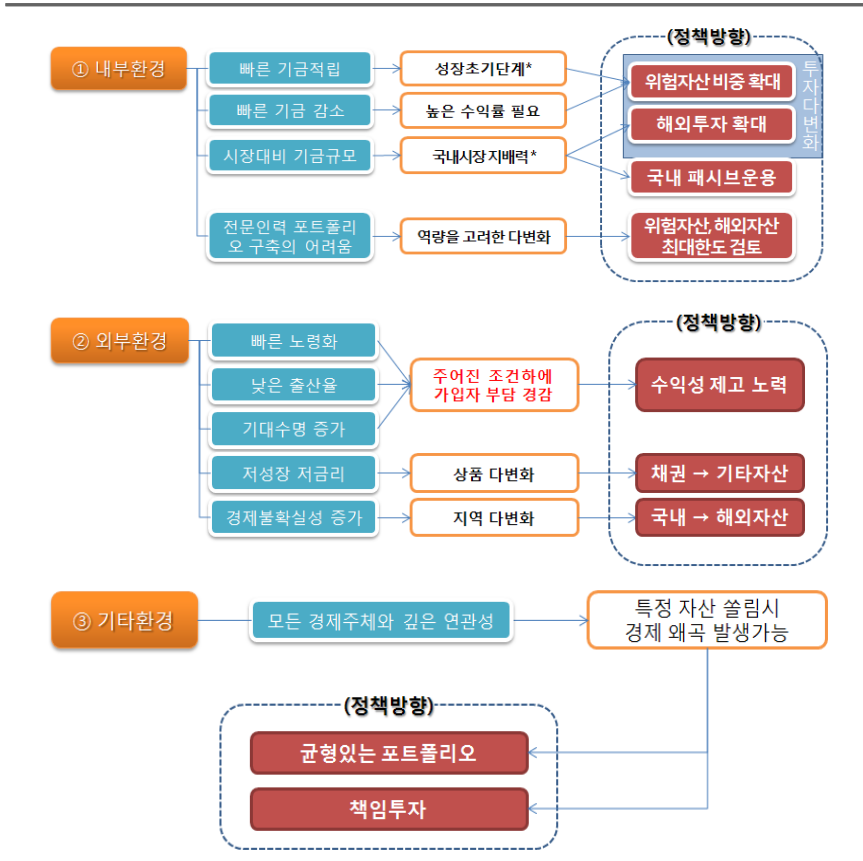 (정책방향)
① 내부환경
빠른 기금적립
성장초기단계*
위험자산 비중 확대
투자다변화
빠른 기금 감소
높은 수익률 필요
해외투자 확대
시장대비 기금규모
국내시장 지배력*
국내 패시브운용
전문인력 포트폴리
오 구축의 어려움
역량을 고려한 다변화
위험자산, 해외자산
최대한도 검토
(정책방향)
② 외부환경
빠른 노령화
낮은 출산율
기대수명 증가
주어진 조건하에
가입자 부담 경감
수익성 제고 노력
저성장 저금리
상품 다변화
채권 → 기타자산
경제불확실성 증가
지역 다변화
국내 → 해외자산
③ 기타환경
모든 경제주체와 깊은 연관성
특정 자산 쏠림시
경제 왜곡 발생가능
(정책방향)
균형있는 포트폴리오
책임투자